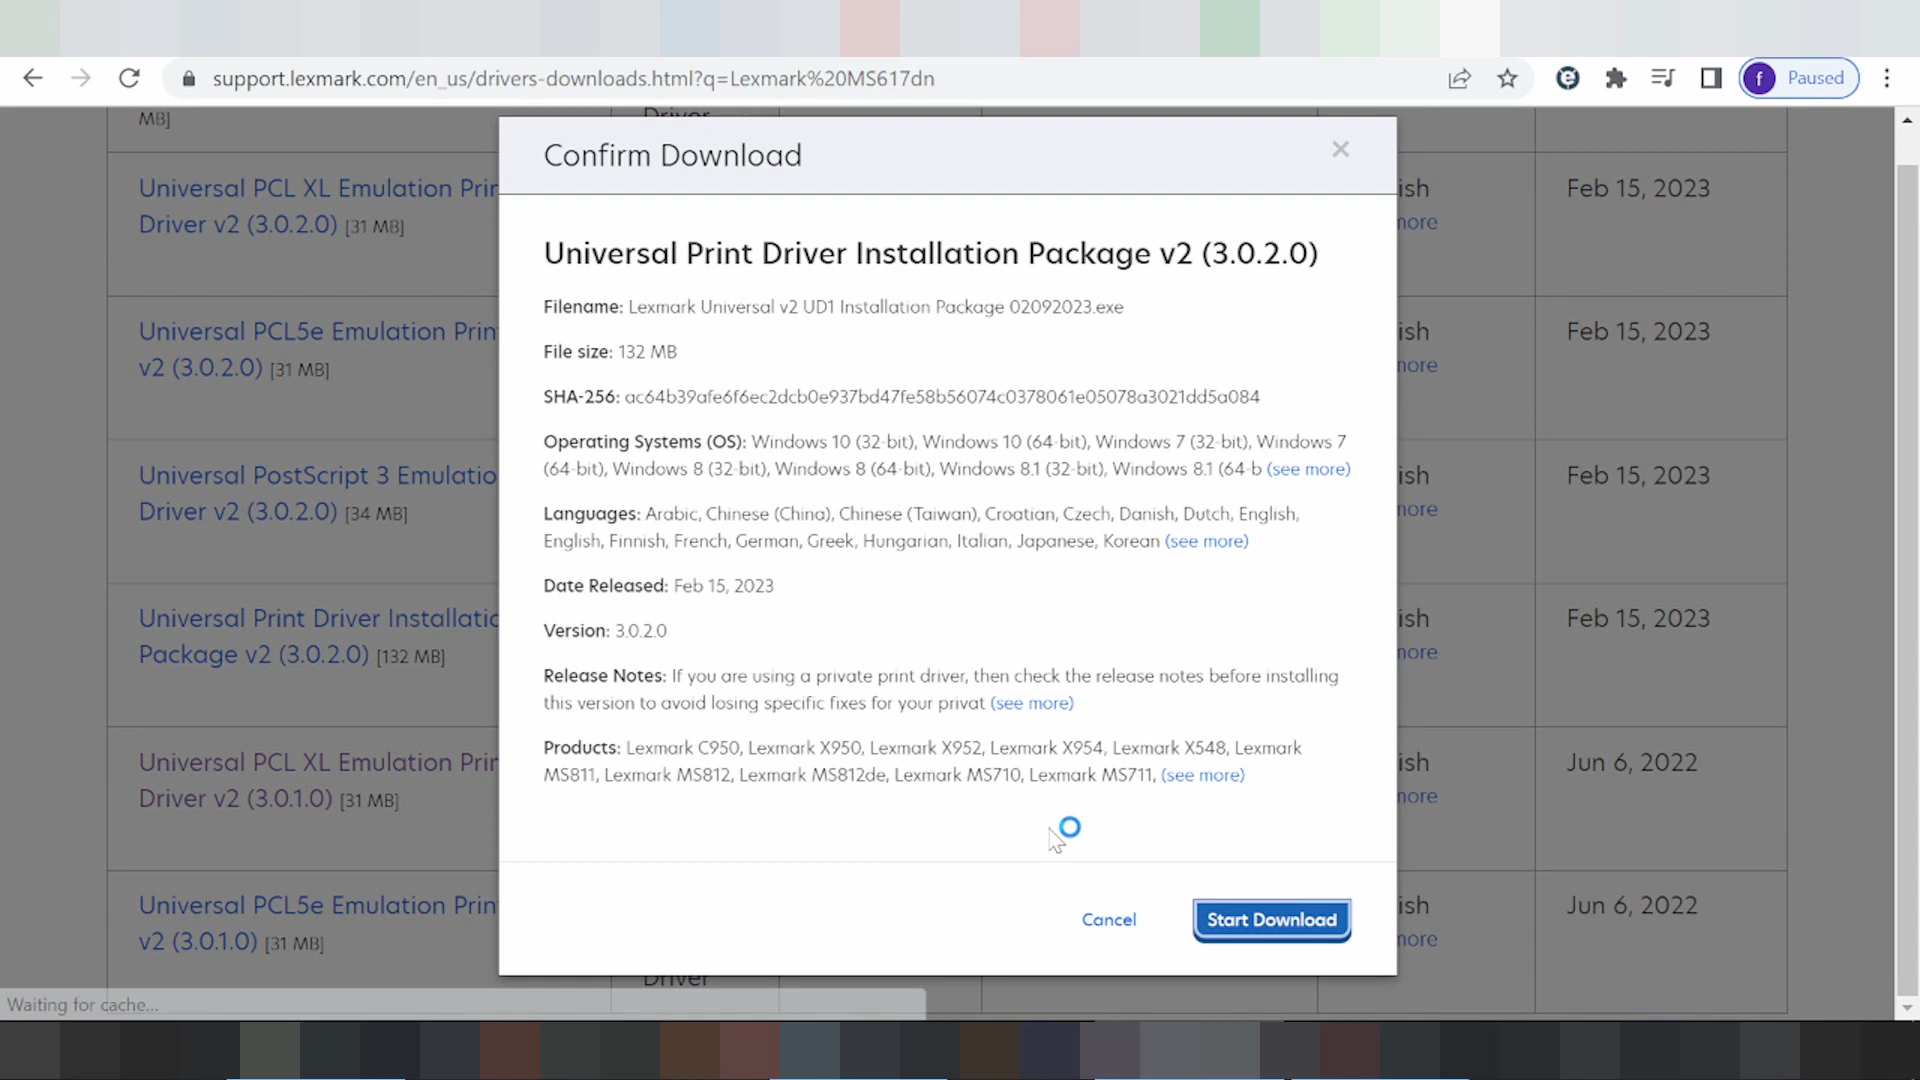 support.lexmark.com/en_us/drivers-downloads.html?q=Lexmark%20MS617dn
f Paused
MB]
Driver
Confirm Download
Universal PCL XL Emulation Prin
Driver v2 (3.0.2.0) [31 MB]
ish
more
Feb 15, 2023
Universal Print Driver Installation Package v2 (3.0.2.0)
Filename: Lexmark Universal v2 UD1 Installation Package 02092023.exe
Universal PCL5e Emulation Prin
v2 (3.0.2.0) [31 MB]
ish
more
Feb 15, 2023
File size: 132 MB
SHA-256: ac64b39afe6f6ec2dcb0e937bd47fe58b56074c0378061e05078a3021dd5a084
Operating Systems (OS): Windows 10 (32-bit), Windows 10 (64-bit), Windows 7 (32-bit), Windows 7
(64-bit), Windows 8 (32-bit), Windows 8 (64-bit), Windows 8.1 (32-bit), Windows 8.1 (64-b (see more)
Universal PostScript 3 Emulatio
Driver v2 (3.0.2.0) [34 MB]
ish
more
Feb 15, 2023
Languages: Arabic, Chinese (China), Chinese (Taiwan), Croatian, Czech, Danish, Dutch, English,
English, Finnish, French, German, Greek, Hungarian, Italian, Japanese, Korean (see more)
Date Released: Feb 15, 2023
Version: 3.0.2.0
Universal Print Driver Installatic
Package v2 (3.0.2.0) [132 MB]
ish
more
Feb 15, 2023
Release Notes: If you are using a private print driver, then check the release notes before installing
this version to avoid losing specific fixes for your privat (see more)
Products: Lexmark C950, Lexmark X950, Lexmark X952, Lexmark X954, Lexmark X548, Lexmark
MS811, Lexmark MS812, Lexmark MS812de, Lexmark MS710, Lexmark MS711, (see more)
Universal PCL XL Emulation Prin
Driver v2 (3.0.1.0) [31 MB]
ish
more
Jun 6, 2022
Cancel
Start Download
Universal PCL5e Emulation Prin
v2 (3.0.1.0) [31 MB]
ish
more
Jun 6, 2022
Driver
Waiting for cache...